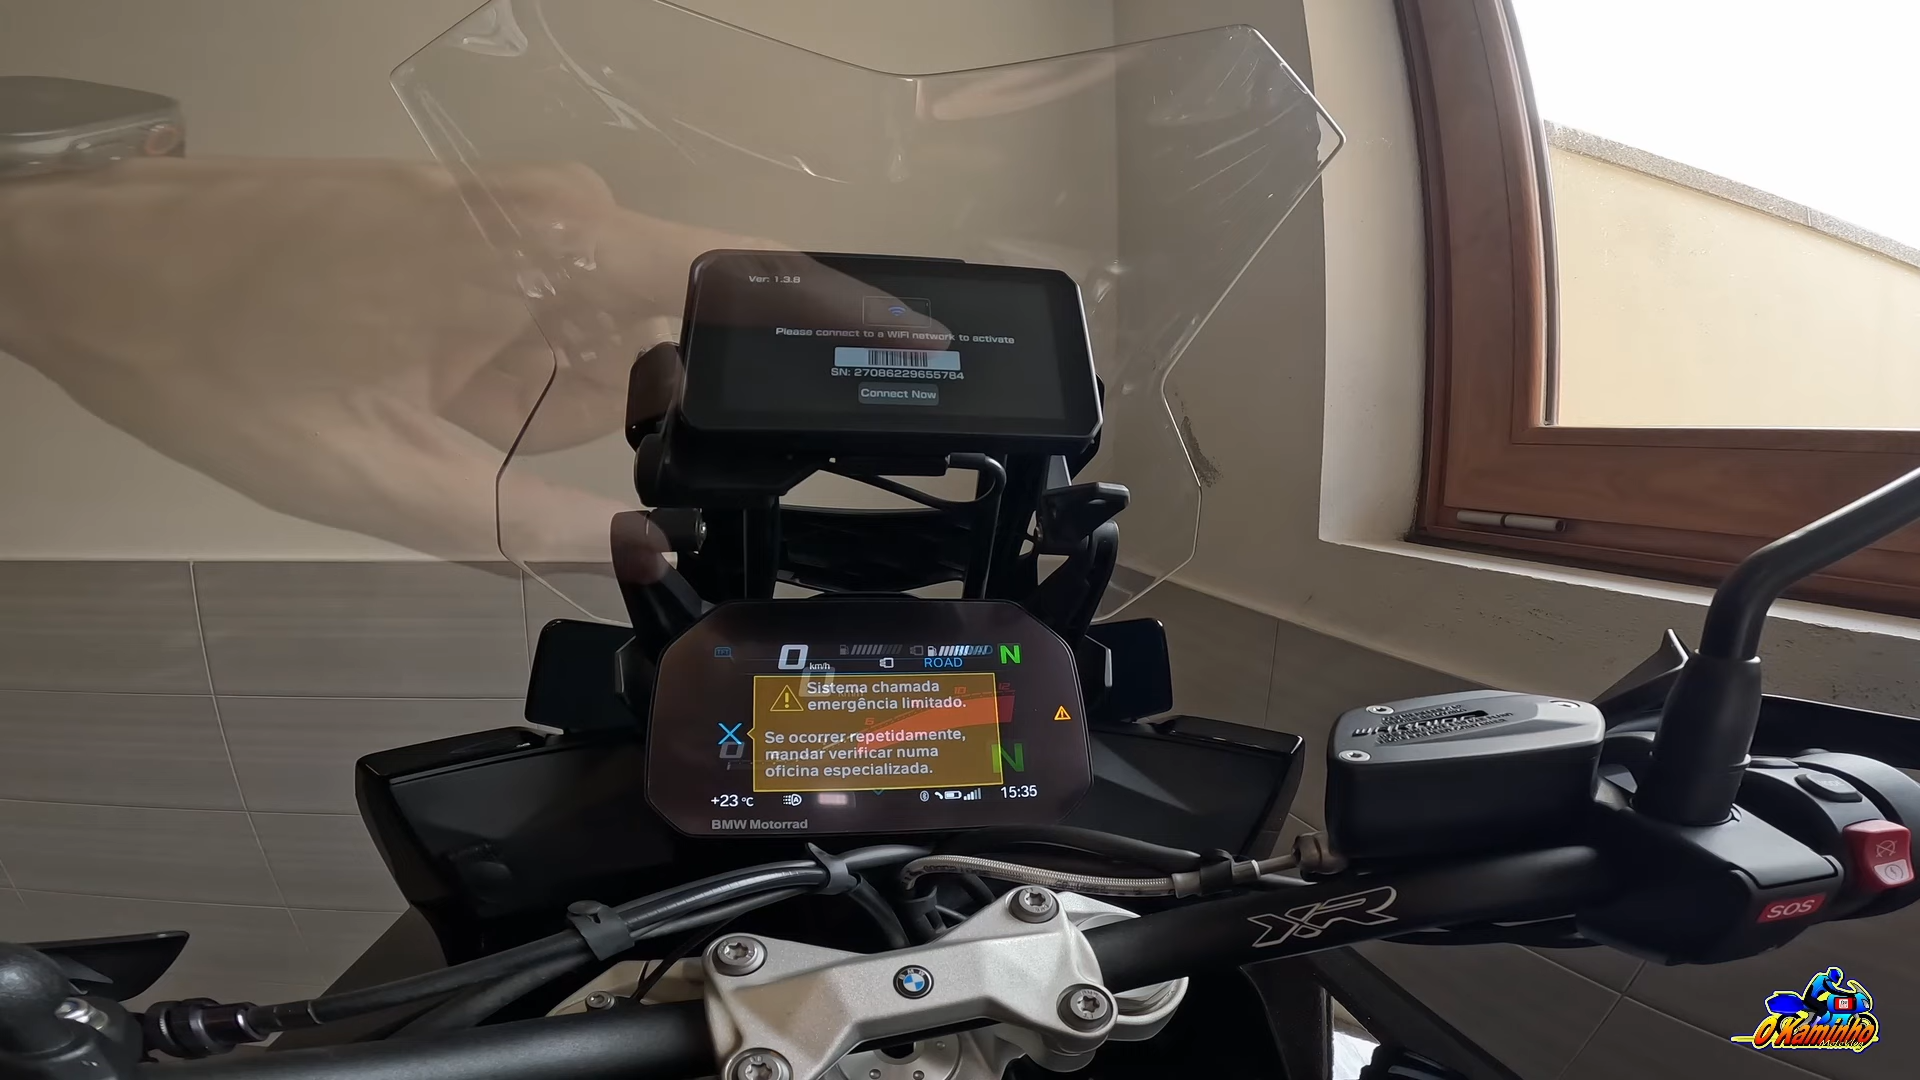 Ver: 1.3.8
Please connect to a WiFi network to activate
SN: 27086229655784
Connect Now
0 km/h
ROAD
N
Sistema chamada
emergência limitado.
Se ocorrer repetidamente,
mandar verificar numa
oficina especializada.
N
+23 °C
15:35
BMW Motorrad
XR
SOS
BMW
O Kaminho